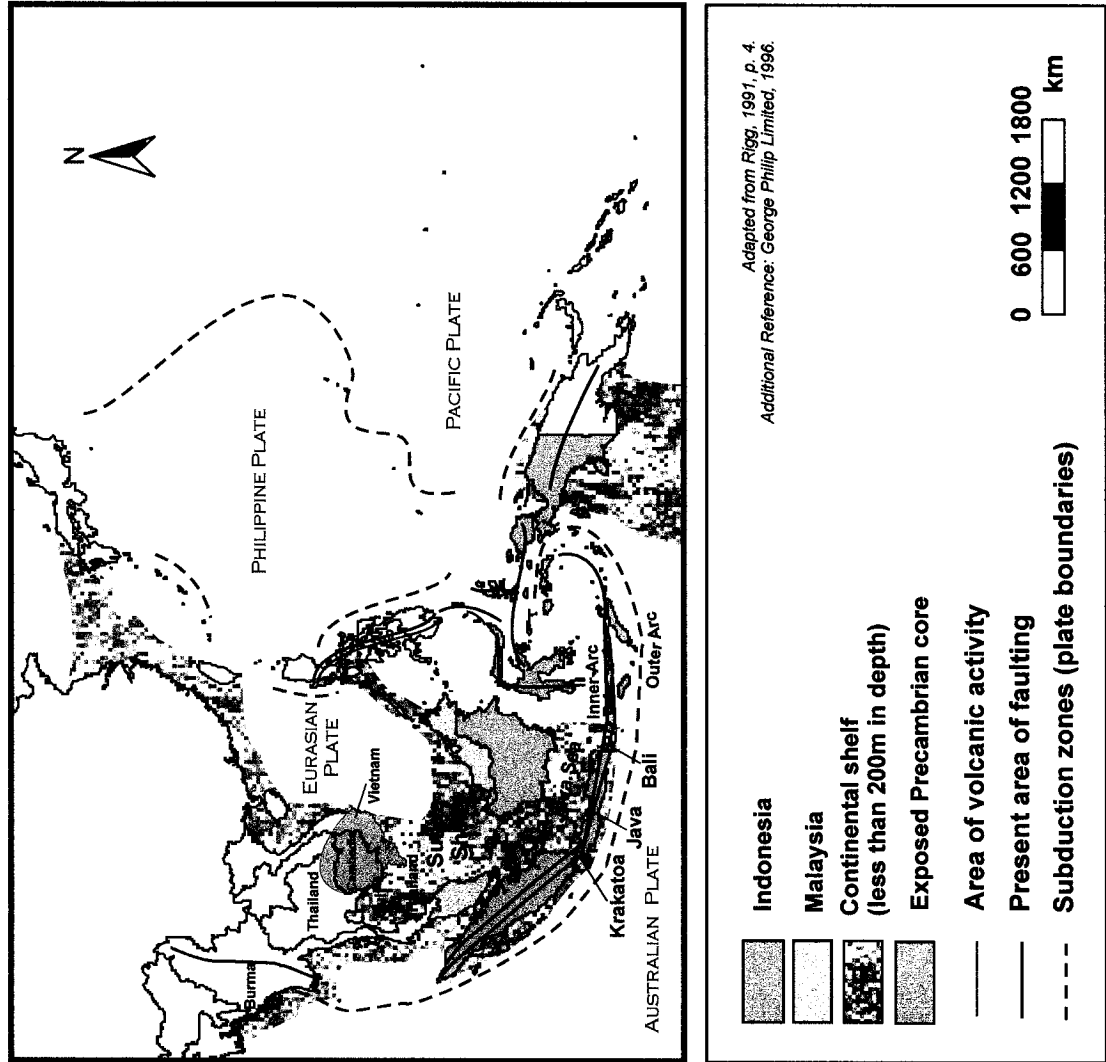 N
PHILIPPINE PLATE
PACIFIC PLATE
EURASIAN
PLATE
Burma
Thailand
Vietnam
AUSTRALIAN PLATE
Krakatoa
Java
Bali
Inner Arc
Outer Arc
Indonesia
Malaysia
Continental shelf
(less than 200m in depth)
Exposed Precambrian core
Area of volcanic activity
Present area of faulting
Subduction zones (plate boundaries)
Adapted from Rigg, 1991, p. 4.
Additional Reference: George Philip Limited, 1996.
0 600 1200 1800
km